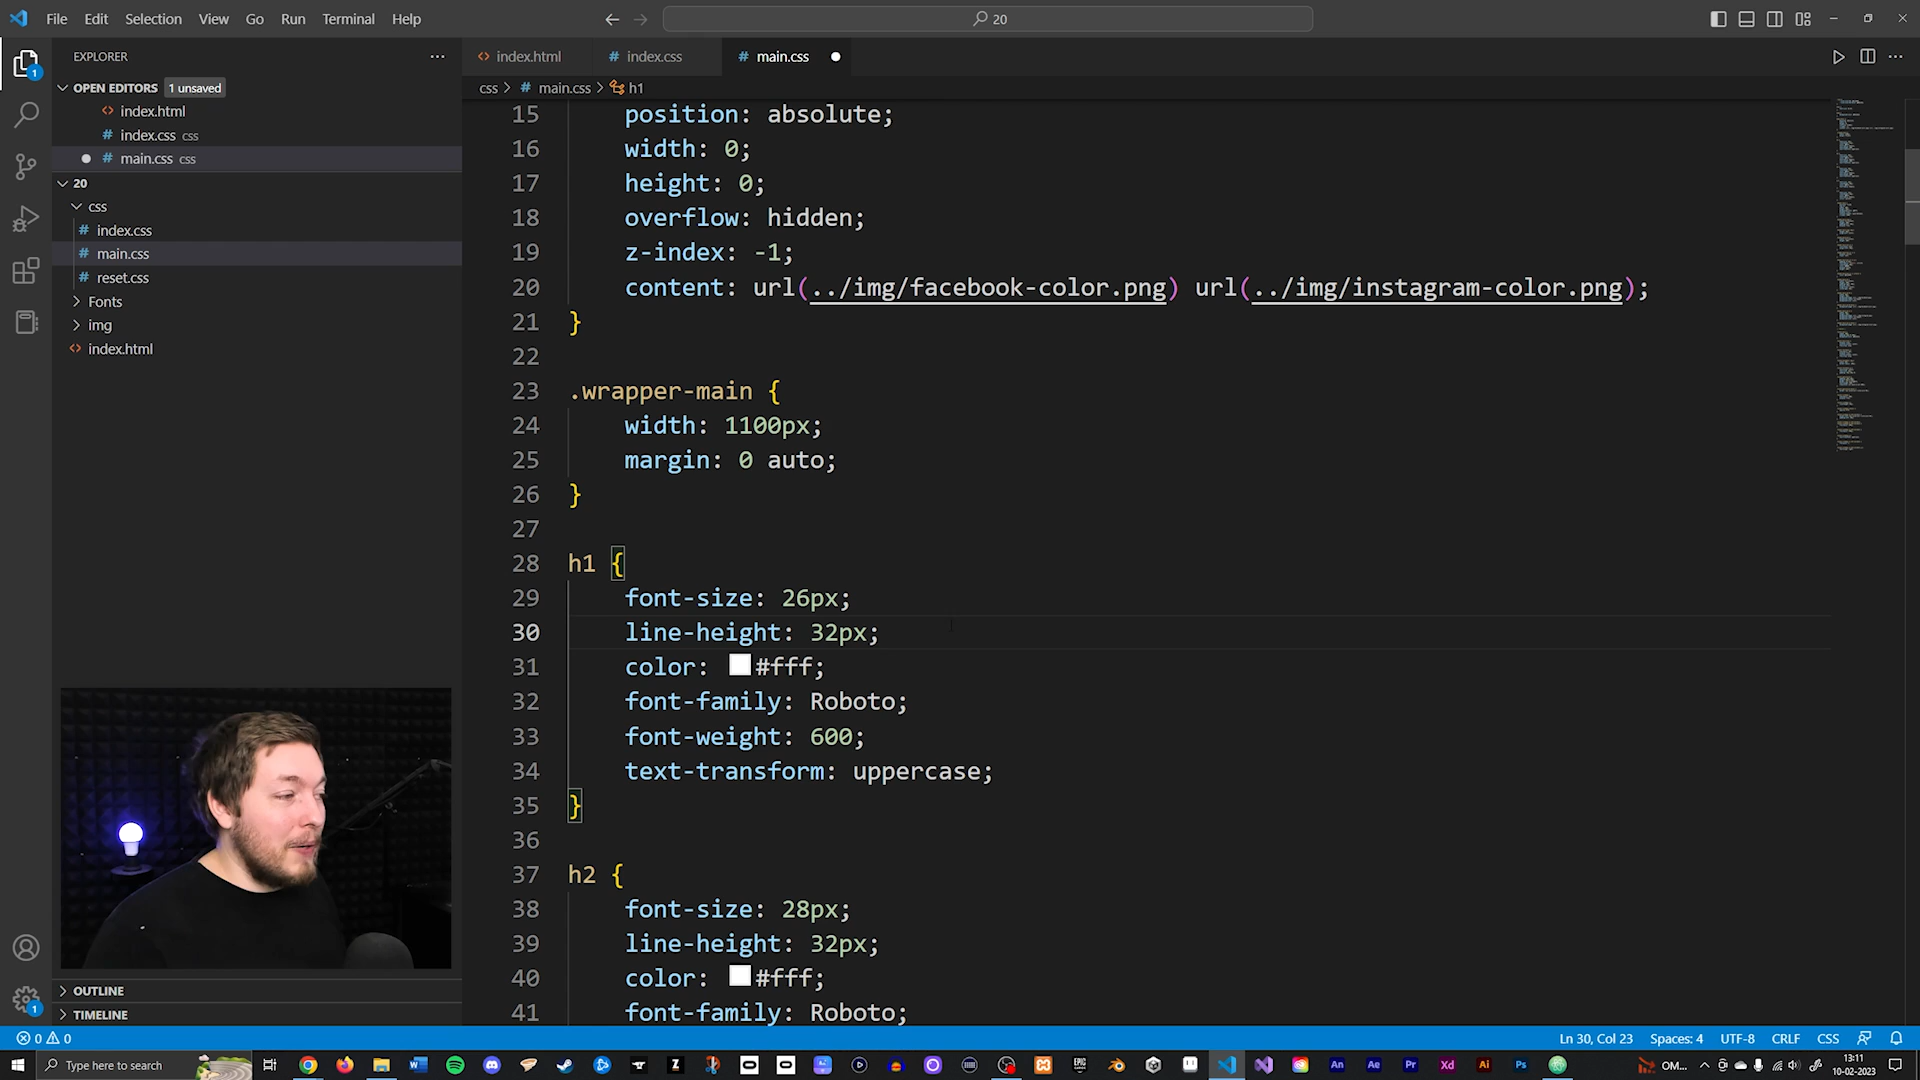 File Edit Selection View Go Run Terminal Help
20
EXPLORER
OPEN EDITORS 1 unsaved
index.html
index.css css
main.css css
20
css
index.css
main.css
reset.css
Fonts
img
index.html
OUTLINE
TIMELINE
index.html index.css main.css
css > main.css > h1
15 position: absolute;
16 width: 0;
17 height: 0;
18 overflow: hidden;
19 z-index: -1;
20 content: url(../img/facebook-color.png) url(../img/instagram-color.png);
21 }
22
23 .wrapper-main {
24 width: 1100px;
25 margin: 0 auto;
26 }
27
28 h1 {
29 font-size: 26px;
30 line-height: 32px;
31 color: #fff;
32 font-family: Roboto;
33 font-weight: 600;
34 text-transform: uppercase;
35 }
36
37 h2 {
38 font-size: 28px;
39 line-height: 32px;
40 color: #fff;
41 font-family: Roboto;
0 0
Ln 30, Col 23 Spaces: 4 UTF-8 CRLF CSS
Type here to search
OM...
13:11
10-02-2023